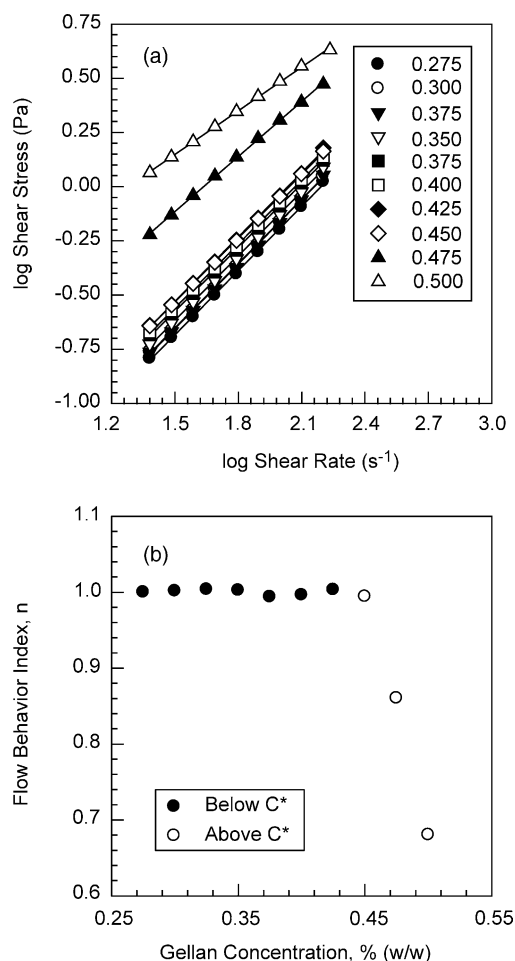 (a)
0.75
0.50
0.25
0.00
-0.25
-0.50
-0.75
-1.00
log Shear Stress (Pa)
0.275
0.300
0.375
0.350
0.375
0.400
0.425
0.450
0.475
0.500
1.2 1.5 1.8 2.1 2.4 2.7 3.0
log Shear Rate (s⁻¹)
(b)
1.1
1.0
0.9
0.8
0.7
0.6
Flow Behavior Index, n
Below C*
Above C*
0.25 0.35 0.45 0.55
Gellan Concentration, % (w/w)